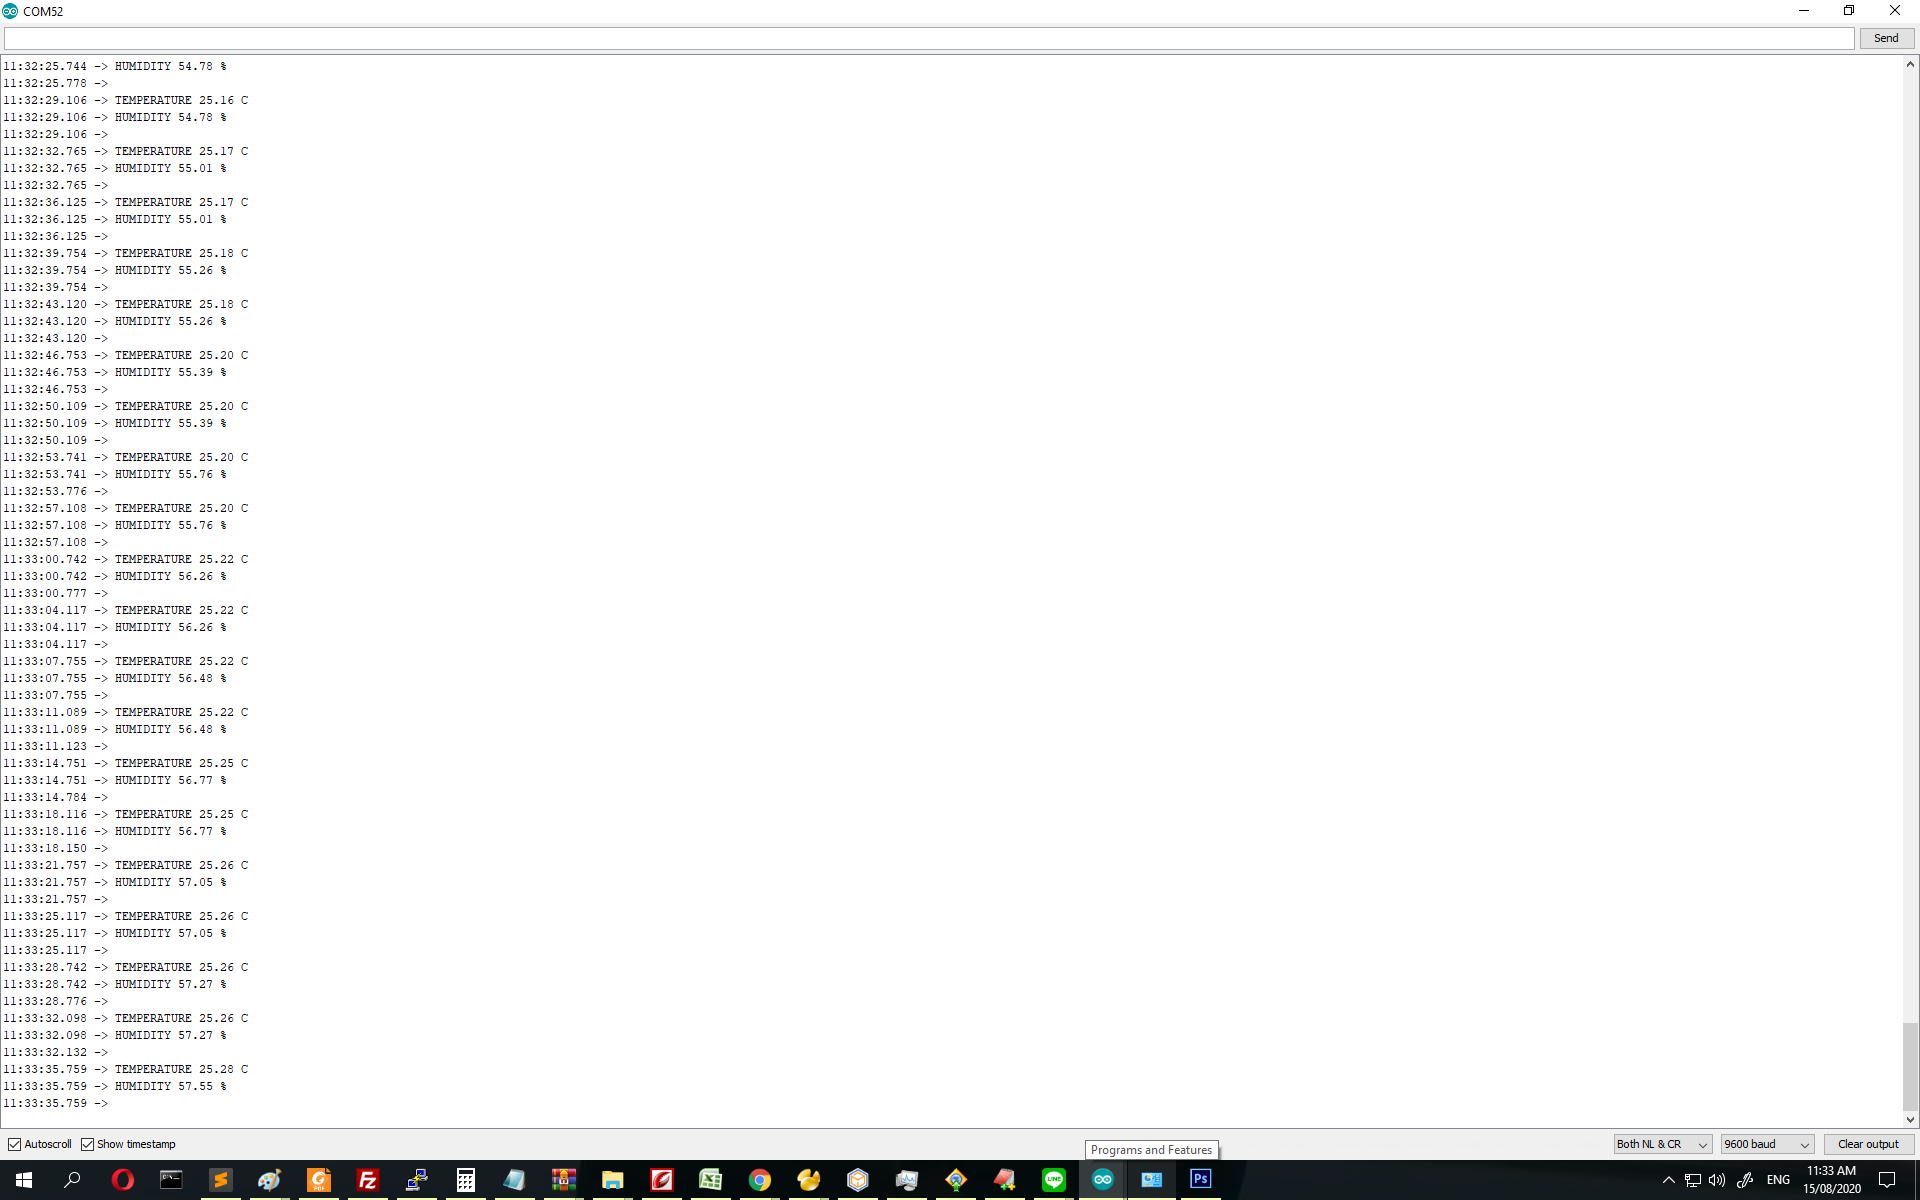 COM52
Send
11:32:25.744 -> HUMIDITY 54.78 %
11:32:25.778 ->
11:32:29.106 -> TEMPERATURE 25.16 C
11:32:29.106 -> HUMIDITY 54.78 %
11:32:29.106 ->
11:32:32.765 -> TEMPERATURE 25.17 C
11:32:32.765 -> HUMIDITY 55.01 %
11:32:32.765 ->
11:32:36.125 -> TEMPERATURE 25.17 C
11:32:36.125 -> HUMIDITY 55.01 %
11:32:36.125 ->
11:32:39.754 -> TEMPERATURE 25.18 C
11:32:39.754 -> HUMIDITY 55.26 %
11:32:39.754 ->
11:32:43.120 -> TEMPERATURE 25.18 C
11:32:43.120 -> HUMIDITY 55.26 %
11:32:43.120 ->
11:32:46.753 -> TEMPERATURE 25.20 C
11:32:46.753 -> HUMIDITY 55.39 %
11:32:46.753 ->
11:32:50.109 -> TEMPERATURE 25.20 C
11:32:50.109 -> HUMIDITY 55.39 %
11:32:50.109 ->
11:32:53.741 -> TEMPERATURE 25.20 C
11:32:53.741 -> HUMIDITY 55.76 %
11:32:53.776 ->
11:32:57.108 -> TEMPERATURE 25.20 C
11:32:57.108 -> HUMIDITY 55.76 %
11:32:57.108 ->
11:33:00.742 -> TEMPERATURE 25.22 C
11:33:00.742 -> HUMIDITY 56.26 %
11:33:00.777 ->
11:33:04.117 -> TEMPERATURE 25.22 C
11:33:04.117 -> HUMIDITY 56.26 %
11:33:04.117 ->
11:33:07.755 -> TEMPERATURE 25.22 C
11:33:07.755 -> HUMIDITY 56.48 %
11:33:07.755 ->
11:33:11.089 -> TEMPERATURE 25.22 C
11:33:11.089 -> HUMIDITY 56.48 %
11:33:11.123 ->
11:33:14.751 -> TEMPERATURE 25.25 C
11:33:14.751 -> HUMIDITY 56.77 %
11:33:14.784 ->
11:33:18.116 -> TEMPERATURE 25.25 C
11:33:18.116 -> HUMIDITY 56.77 %
11:33:18.150 ->
11:33:21.757 -> TEMPERATURE 25.26 C
11:33:21.757 -> HUMIDITY 57.05 %
11:33:21.757 ->
11:33:25.117 -> TEMPERATURE 25.26 C
11:33:25.117 -> HUMIDITY 57.05 %
11:33:25.117 ->
11:33:28.742 -> TEMPERATURE 25.26 C
11:33:28.742 -> HUMIDITY 57.27 %
11:33:28.776 ->
11:33:32.098 -> TEMPERATURE 25.26 C
11:33:32.098 -> HUMIDITY 57.27 %
11:33:32.132 ->
11:33:35.759 -> TEMPERATURE 25.28 C
11:33:35.759 -> HUMIDITY 57.55 %
11:33:35.759 ->
Autoscroll Show timestamp Both NL & CR 9600 baud Clear output
Programs and Features
Fz
LINE
Ps
ENG
11:33 AM
15/08/2020